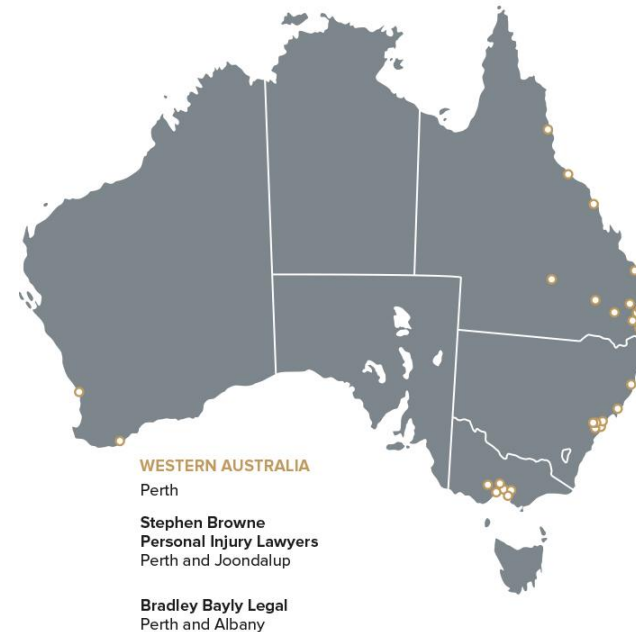 WESTERN AUSTRALIA
Perth
Stephen Browne
Personal Injury Lawyers
Perth and Joondalup
Bradley Bayly Legal
Perth and Albany